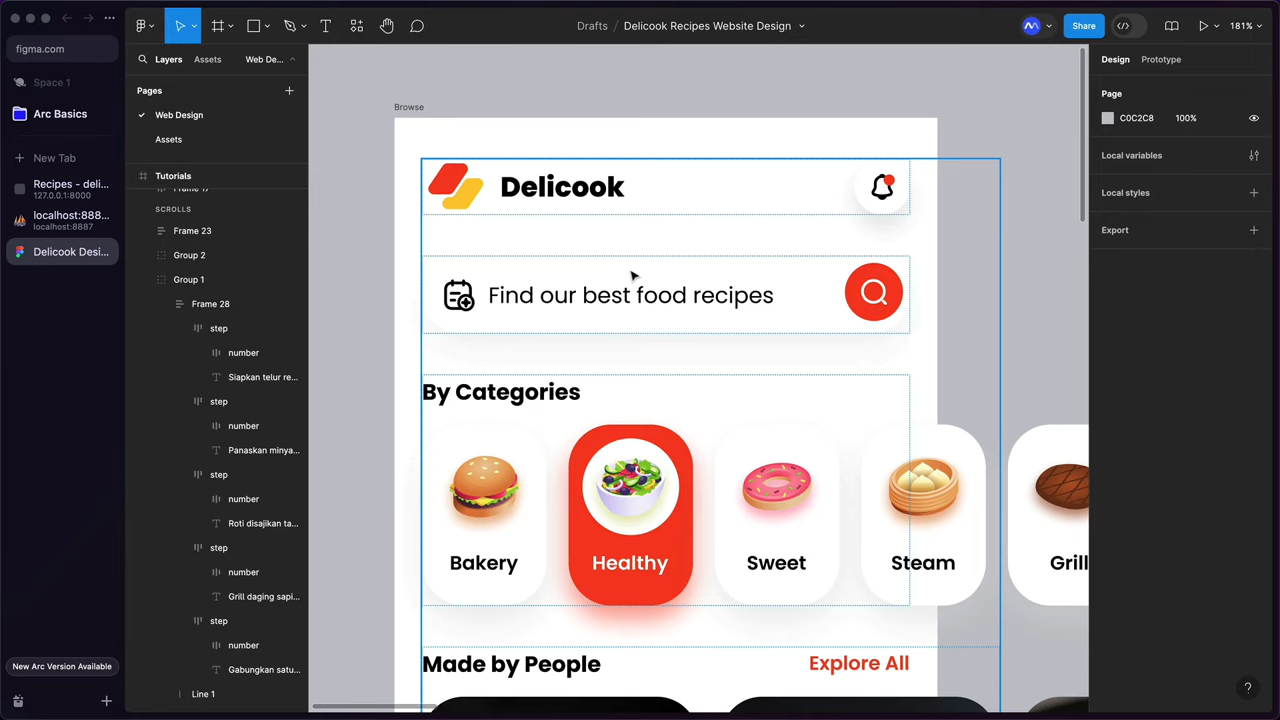 figma.com
Space 1
Arc Basics
New Tab
Recipes - deli...
127.0.0.1:8000
localhost:888...
localhost:8887
Delicook Desi...
New Arc Version Available
Drafts / Delicook Recipes Website Design
Share
181%
Layers
Assets
Web De...
Pages
Web Design
Assets
Tutorials
Frame 17
SCROLLS
Frame 23
Group 2
Group 1
Frame 28
step
number
Siapkan telur re...
step
number
Panaskan minya...
step
number
Roti disajikan ta...
step
number
Grill daging sapi...
step
number
Gabungkan satu...
Line 1
Browse
Delicook
Find our best food recipes
By Categories
Bakery
Healthy
Sweet
Steam
Grill
Made by People
Explore All
Design
Prototype
Page
C0C2C8
100%
Local variables
Local styles
Export
?